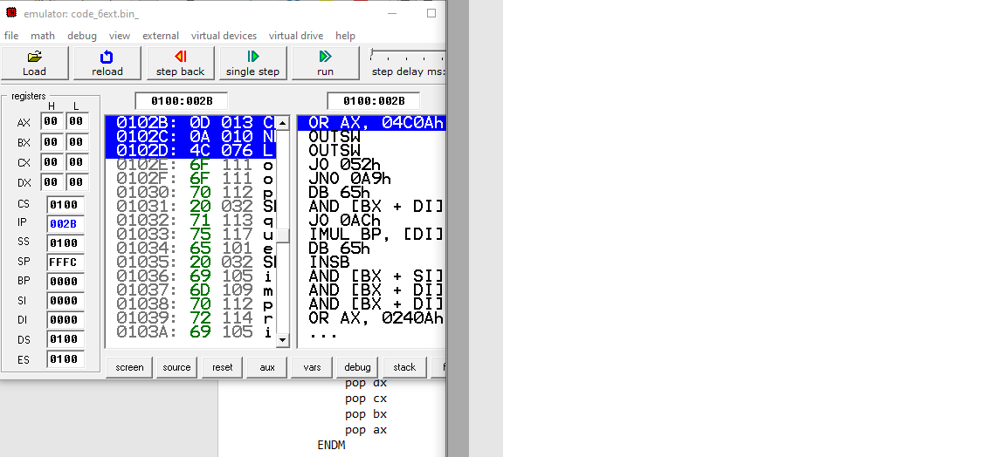 emulator: code_6ext.bin_
file math debug view external virtual devices virtual drive help
Load reload step back single step run step delay ms:
registers
H L
0100:002B 0100:002B
AX 00 00
BX 00 00
CX 00 00
DX 00 00
CS 0100
IP 002B
SS 0100
SP FFFC
BP 0000
SI 0000
DI 0000
DS 0100
ES 0100
0102B: 0D 013 C
0102C: 0A 010 N
0102D: 4C 076 L
0102E: 6F 111 o
0102F: 6F 111 o
01030: 70 112 p
01031: 20 032 S
01032: 71 113 q
01033: 75 117 u
01034: 65 101 e
01035: 20 032 S
01036: 69 105 i
01037: 6D 109 m
01038: 70 112 p
01039: 72 114 r
0103A: 69 105 i
OR AX, 04C0Ah
OUTSW
OUTSW
JO 052h
JNO 0A9h
DB 65h
AND [BX + DI]
JO 0ACh
IMUL BP, [DI]
DB 65h
INSB
AND [BX + SI]
AND [BX + DI]
AND [BX + DI]
OR AX, 0240Ah
...
screen source reset aux vars debug stack f
pop dx
pop cx
pop bx
pop ax
ENDM